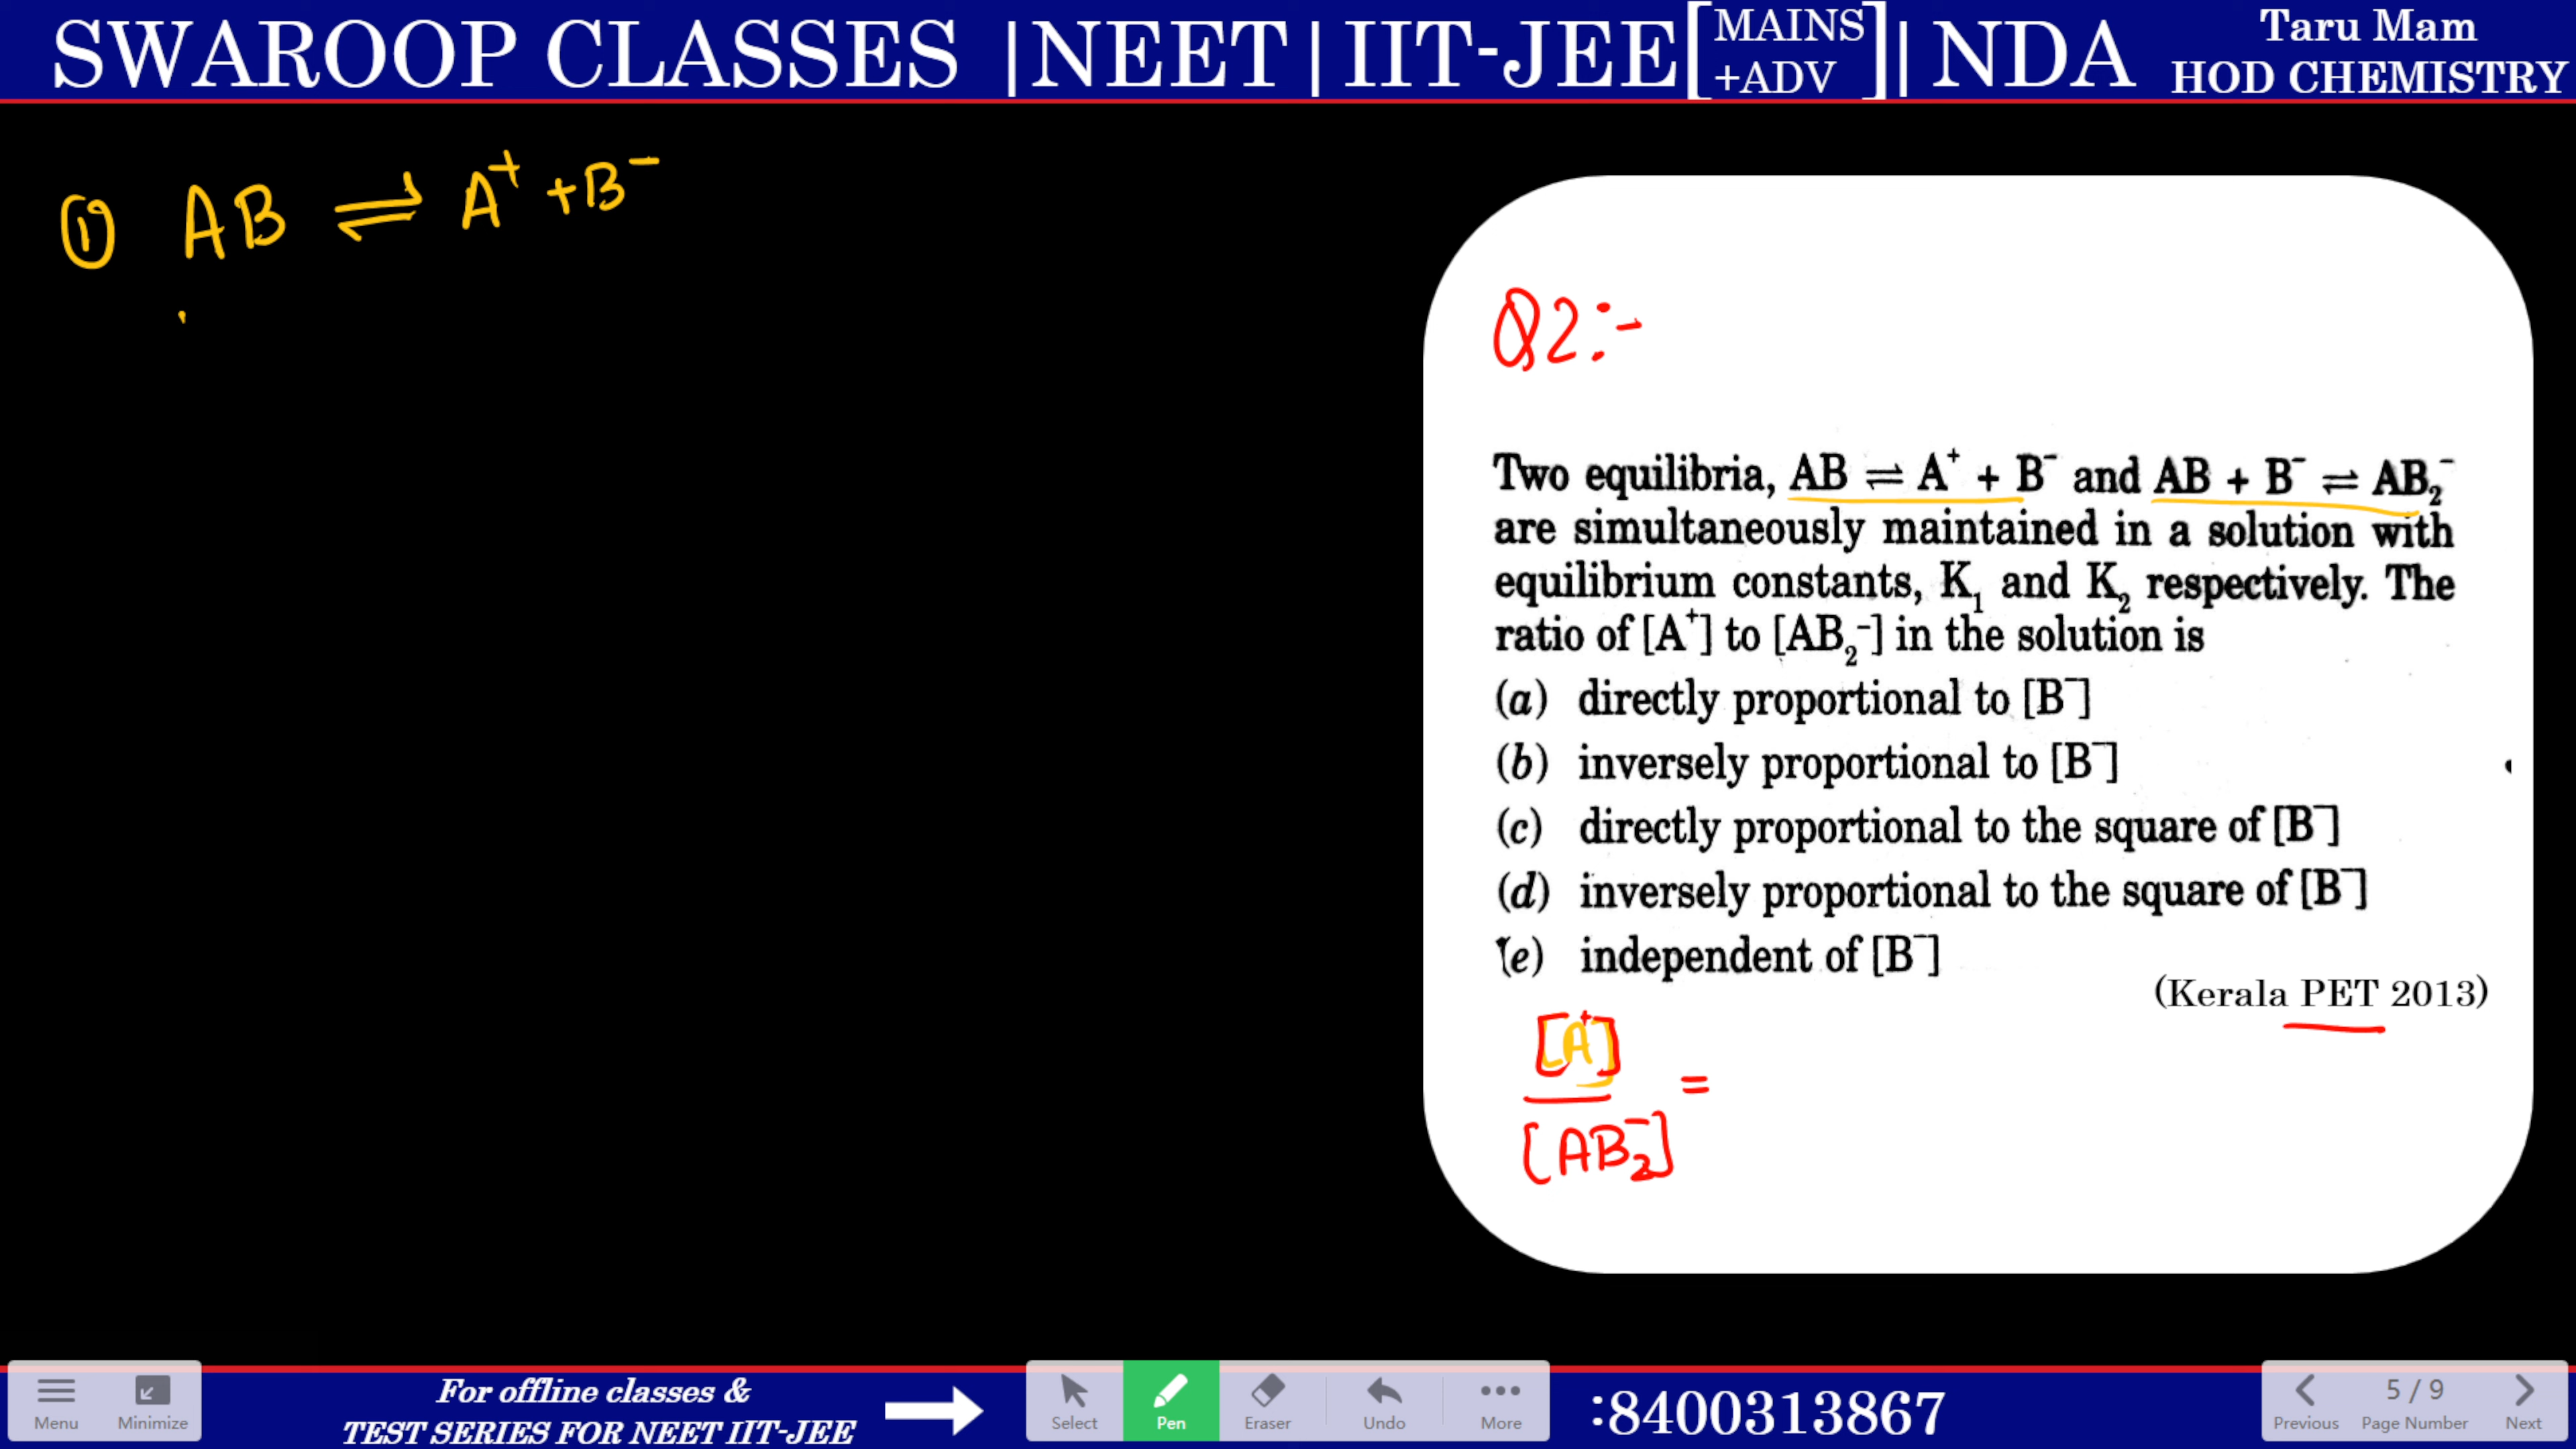 SWAROOP CLASSES |NEET| IIT-JEE[MAINS +ADV]| NDA
Taru Mam
HOD CHEMISTRY
① AB ⇌ A⁺ + B⁻
Q2:-
Two equilibria, AB ⇌ A⁺ + B⁻ and AB + B⁻ ⇌ AB₂⁻
are simultaneously maintained in a solution with
equilibrium constants, K₁ and K₂ respectively. The
ratio of [A⁺] to [AB₂⁻] in the solution is
(a) directly proportional to [B⁻]
(b) inversely proportional to [B⁻]
(c) directly proportional to the square of [B⁻]
(d) inversely proportional to the square of [B⁻]
(e) independent of [B⁻]
(Kerala PET 2013)
[A⁺]
=
[AB₂⁻]
Menu
Minimize
For offline classes &
TEST SERIES FOR NEET IIT-JEE
Select
Pen
Eraser
Undo
More
:8400313867
Previous
5 / 9
Page Number
Next